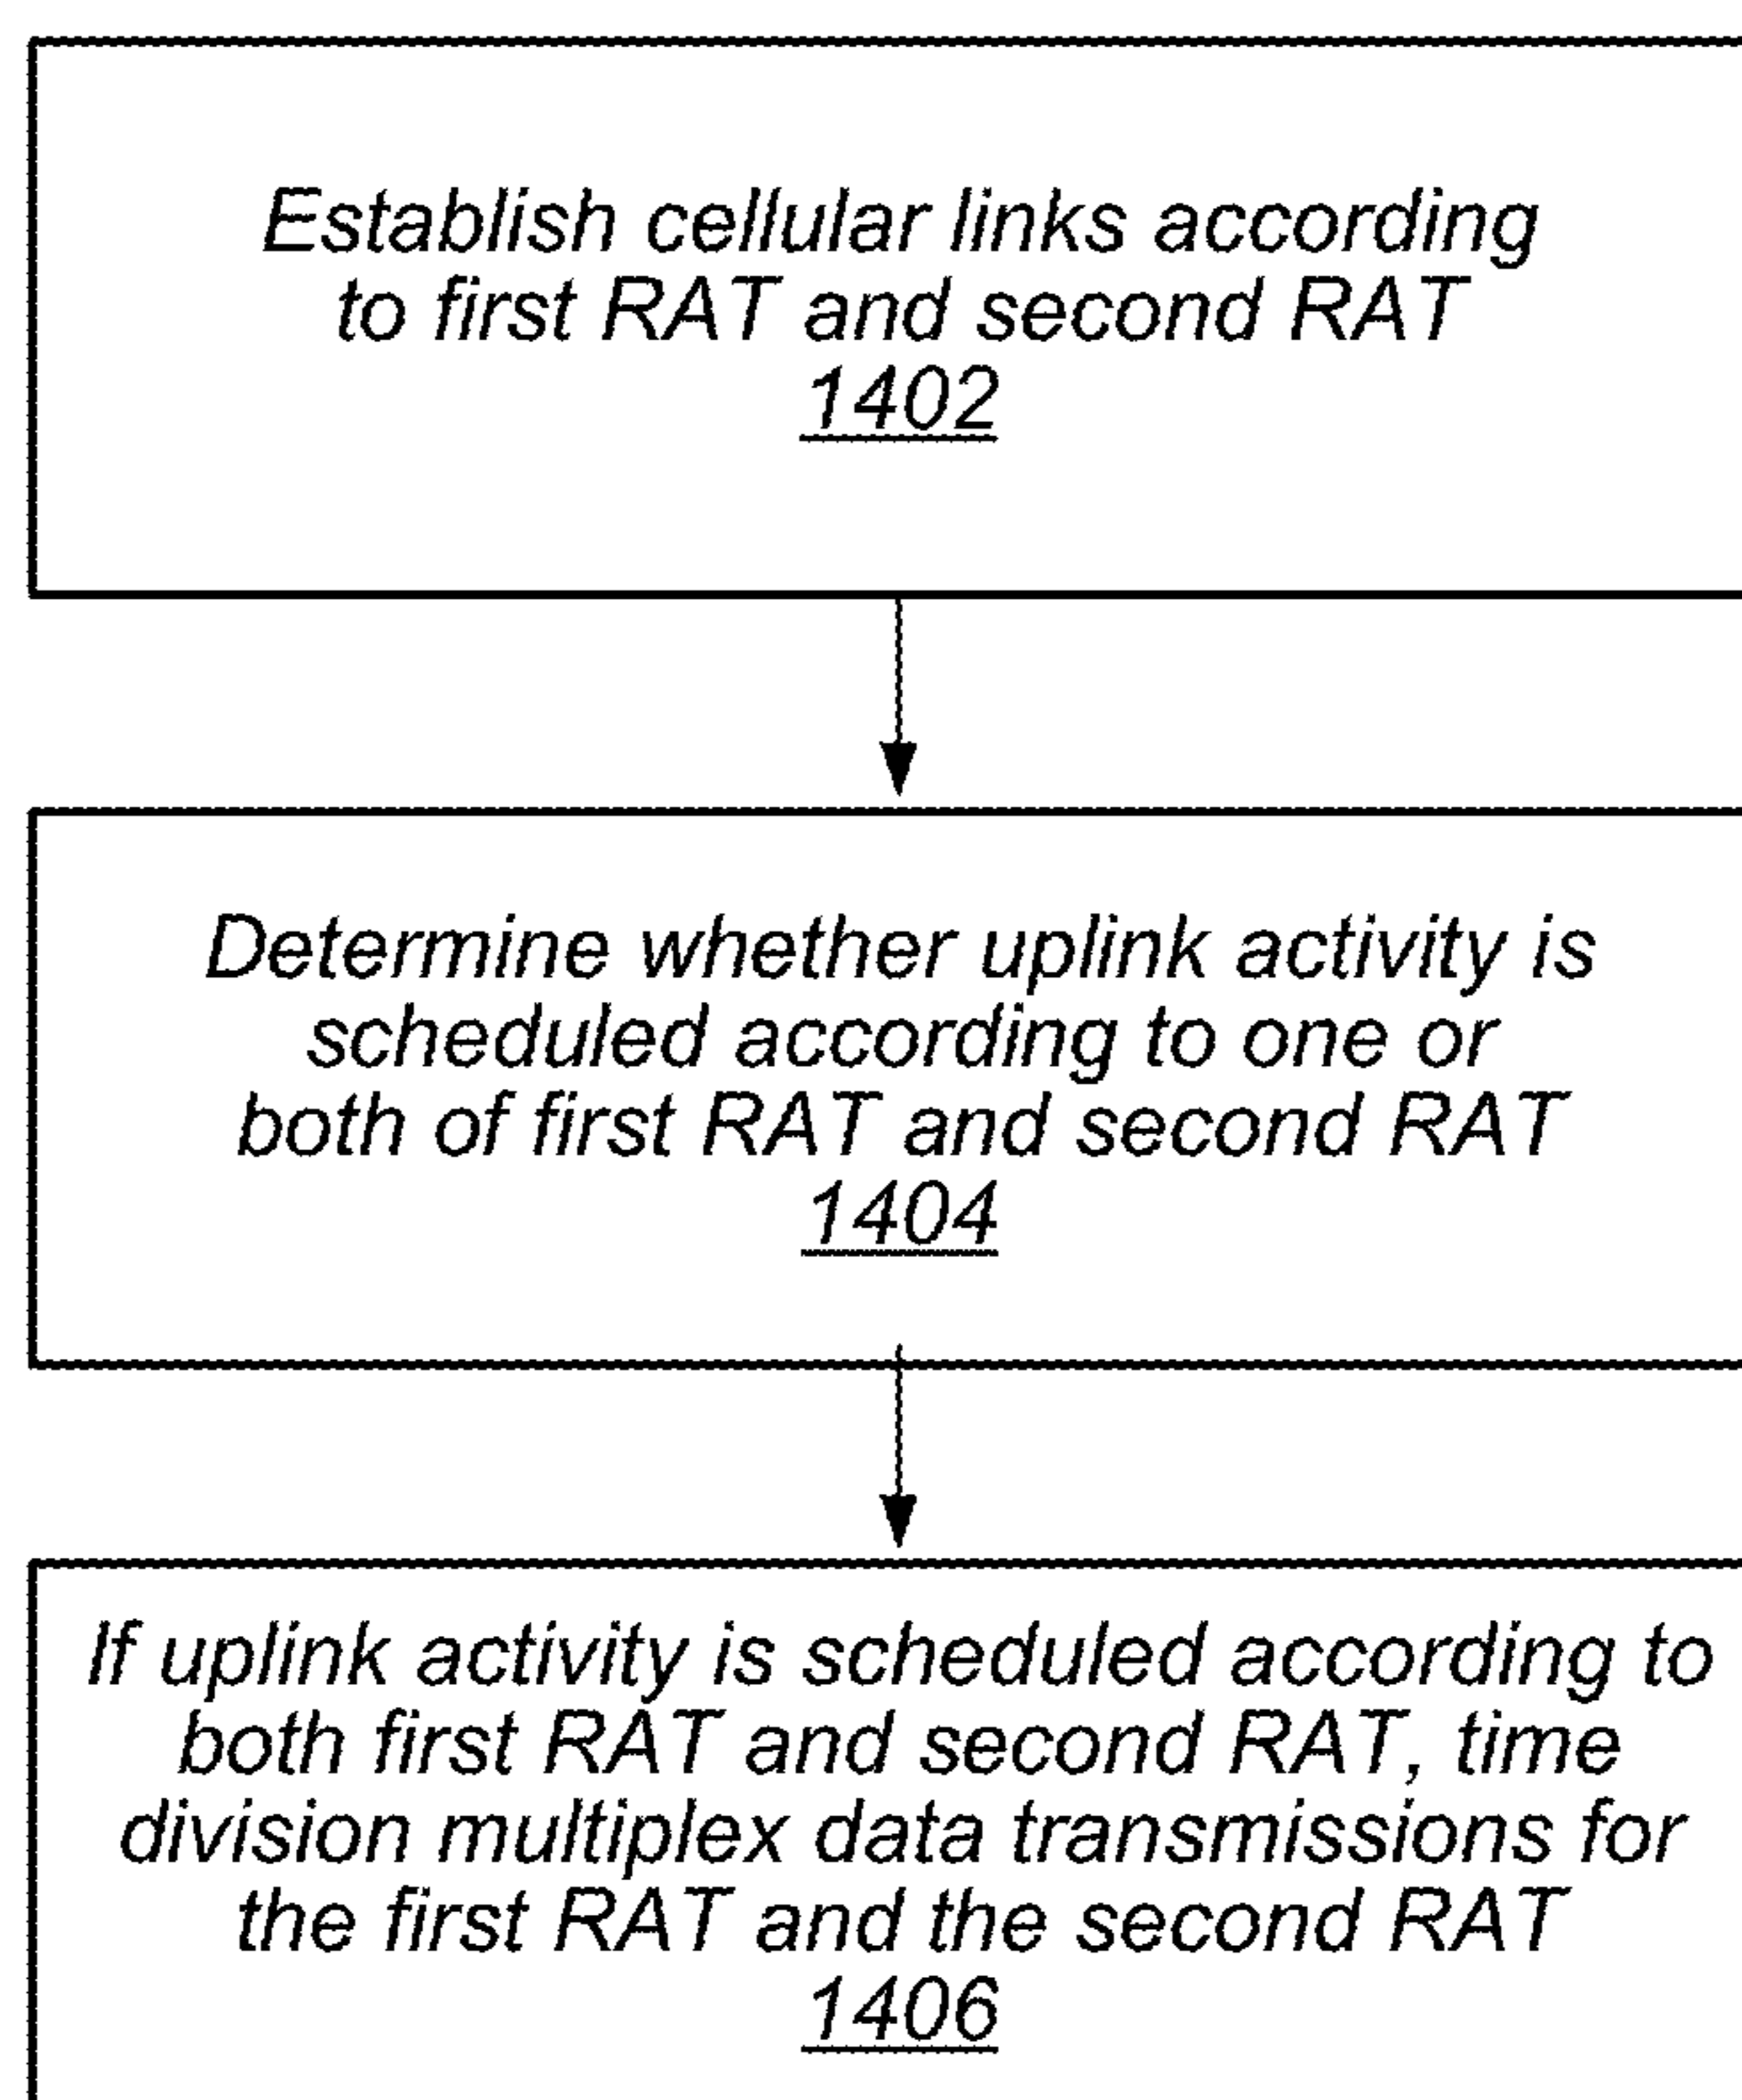 Establish cellular links according
to first RAT and second RAT
1402
Determine whether uplink activity is
scheduled according to one or
both of first RAT and second RAT
1404
If uplink activity is scheduled according to
both first RAT and second RAT, time
division multiplex data transmissions for
the first RAT and the second RAT
1406